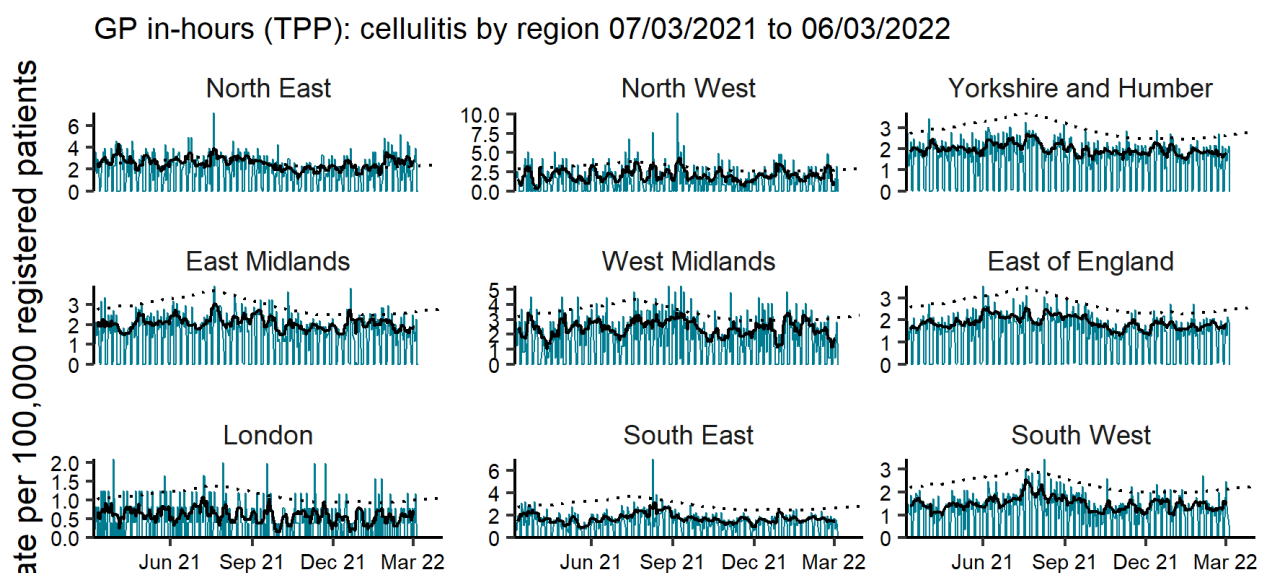 GP in-hours (TPP): cellulitis by region 07/03/2021 to 06/03/2022
ate per 100,000 registered patients
North East
6
4
2
0
North West
10.0
7.5
5.0
2.5
0.0
Yorkshire and Humber
3
2
1
0
East Midlands
3
2
1
0
West Midlands
5
4
3
2
1
0
East of England
3
2
1
0
London
2.0
1.5
1.0
0.5
0.0
South East
6
4
2
0
South West
3
2
1
0
Jun 21 Sep 21 Dec 21 Mar 22
Jun 21 Sep 21 Dec 21 Mar 22
Jun 21 Sep 21 Dec 21 Mar 22